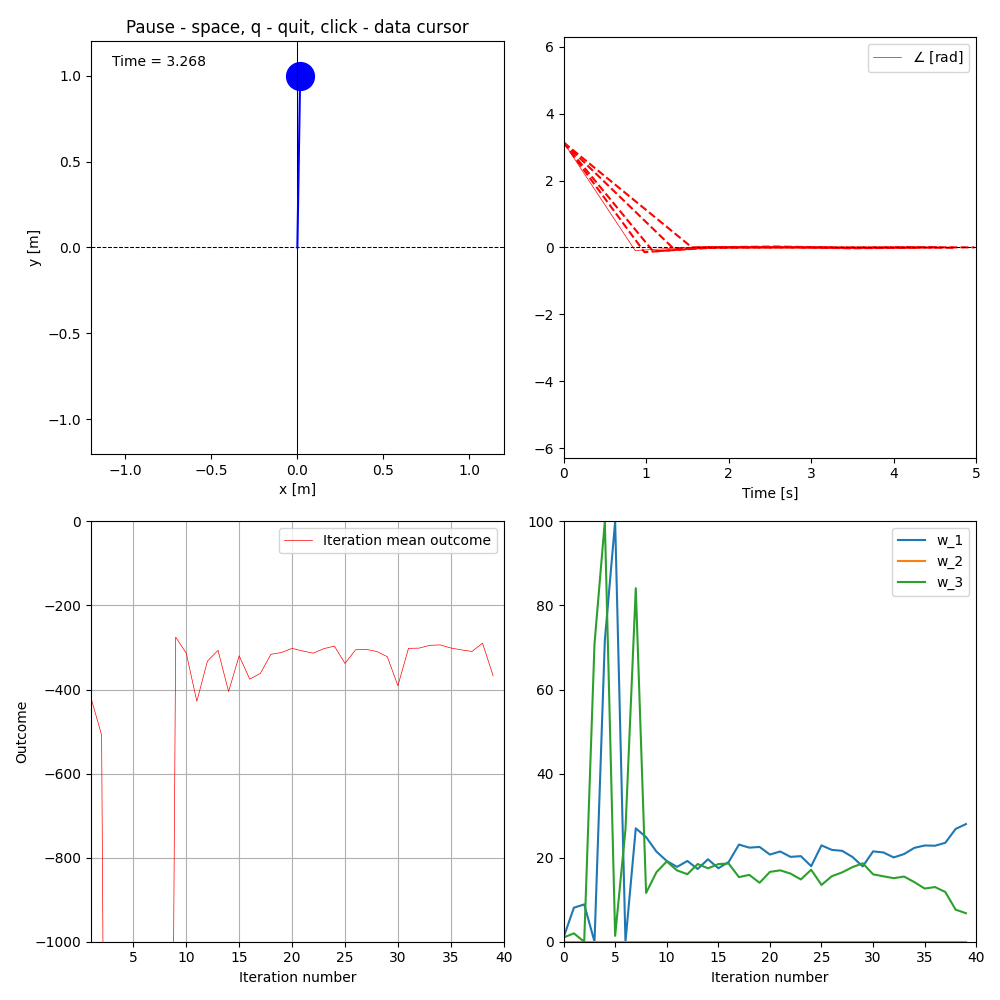 Pause - space, q - quit, click - data cursor
Time = 3.268
1.0
0.5
0.0
−0.5
−1.0
y [m]
−1.0 −0.5 0.0 0.5 1.0
x [m]
∠ [rad]
6
4
2
0
−2
−4
−6
0 1 2 3 4 5
Time [s]
Iteration mean outcome
0
−200
−400
−600
−800
−1000
Outcome
5 10 15 20 25 30 35 40
Iteration number
w_1
w_2
w_3
100
80
60
40
20
0
0 5 10 15 20 25 30 35 40
Iteration number